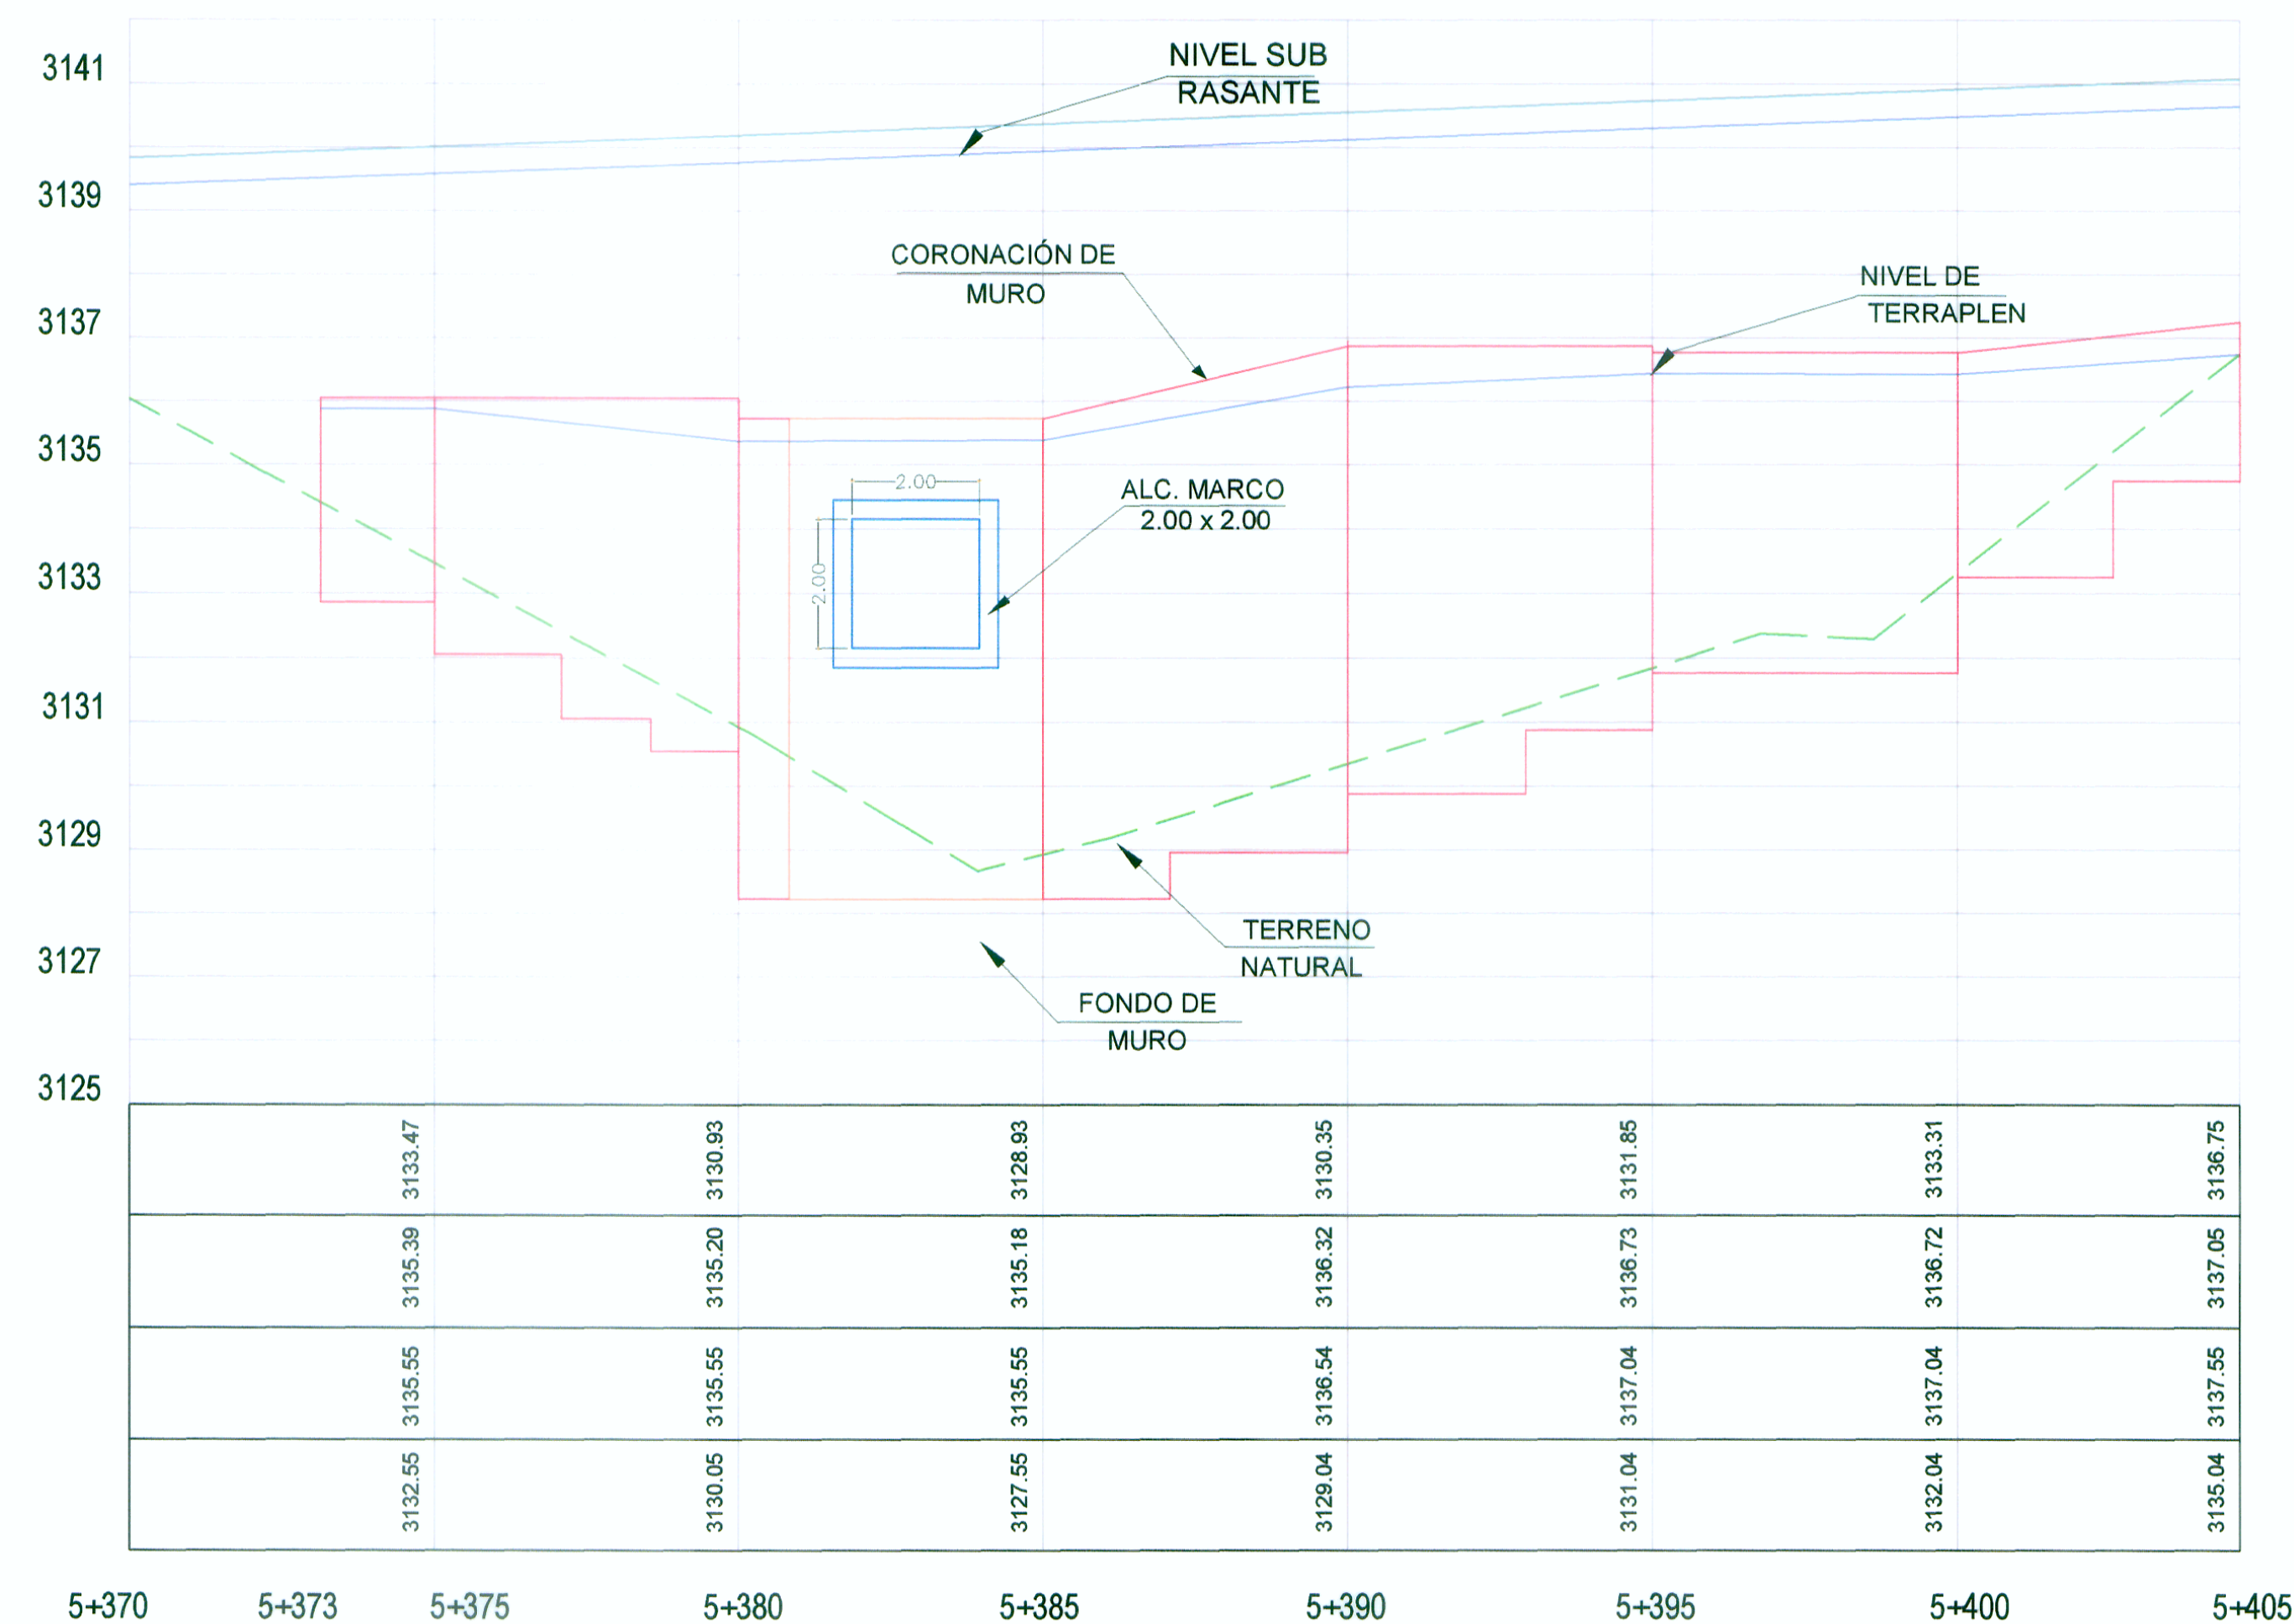 3141
3139
3137
3135
3133
3131
3129
3127
3125
NIVEL SUB
RASANTE
CORONACIÓN DE
MURO
NIVEL DE
TERRAPLEN
2.00
2.00
ALC. MARCO
2.00 x 2.00
TERRENO
NATURAL
FONDO DE
MURO
3133.47 3130.93 3128.93 3130.35 3131.85 3133.31 3136.75
3135.39 3135.20 3135.18 3136.32 3136.73 3136.72 3137.05
3135.55 3135.55 3135.55 3136.54 3137.04 3137.04 3137.55
3132.55 3130.05 3127.55 3129.04 3131.04 3132.04 3135.04
5+370 5+373 5+375 5+380 5+385 5+390 5+395 5+400 5+405